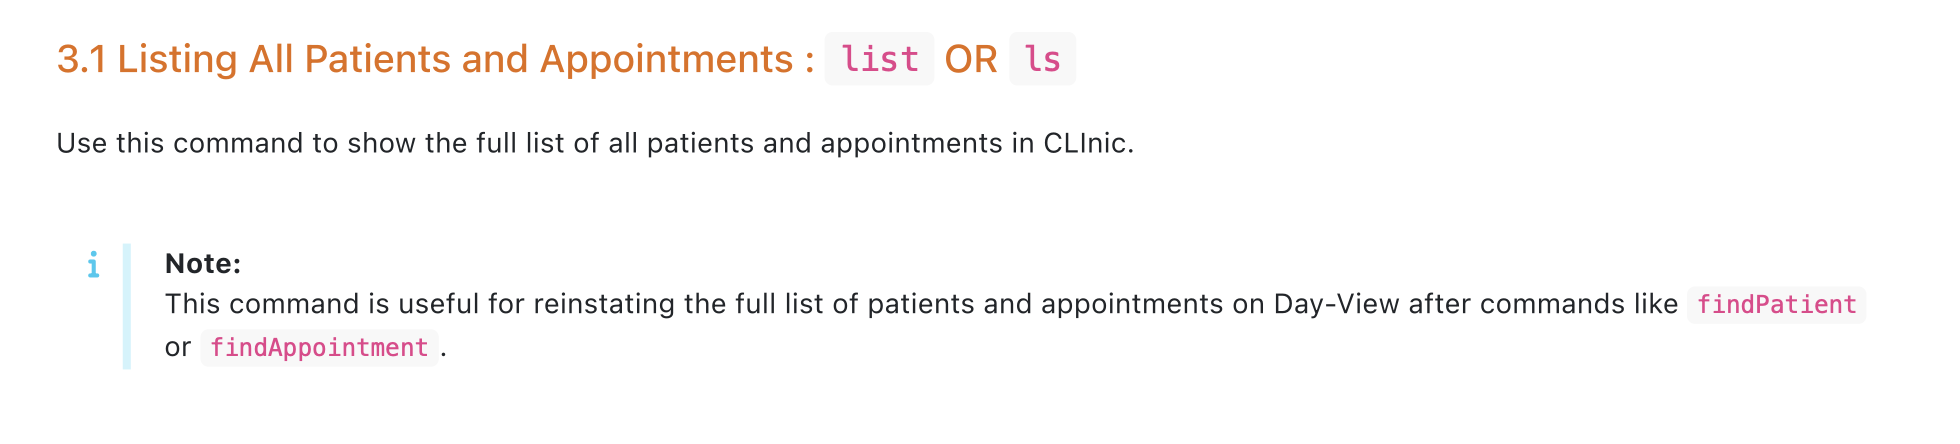 3.1 Listing All Patients and Appointments : list OR ls
Use this command to show the full list of all patients and appointments in CLInic.
i
Note:
This command is useful for reinstating the full list of patients and appointments on Day-View after commands like findPatient
or findAppointment .